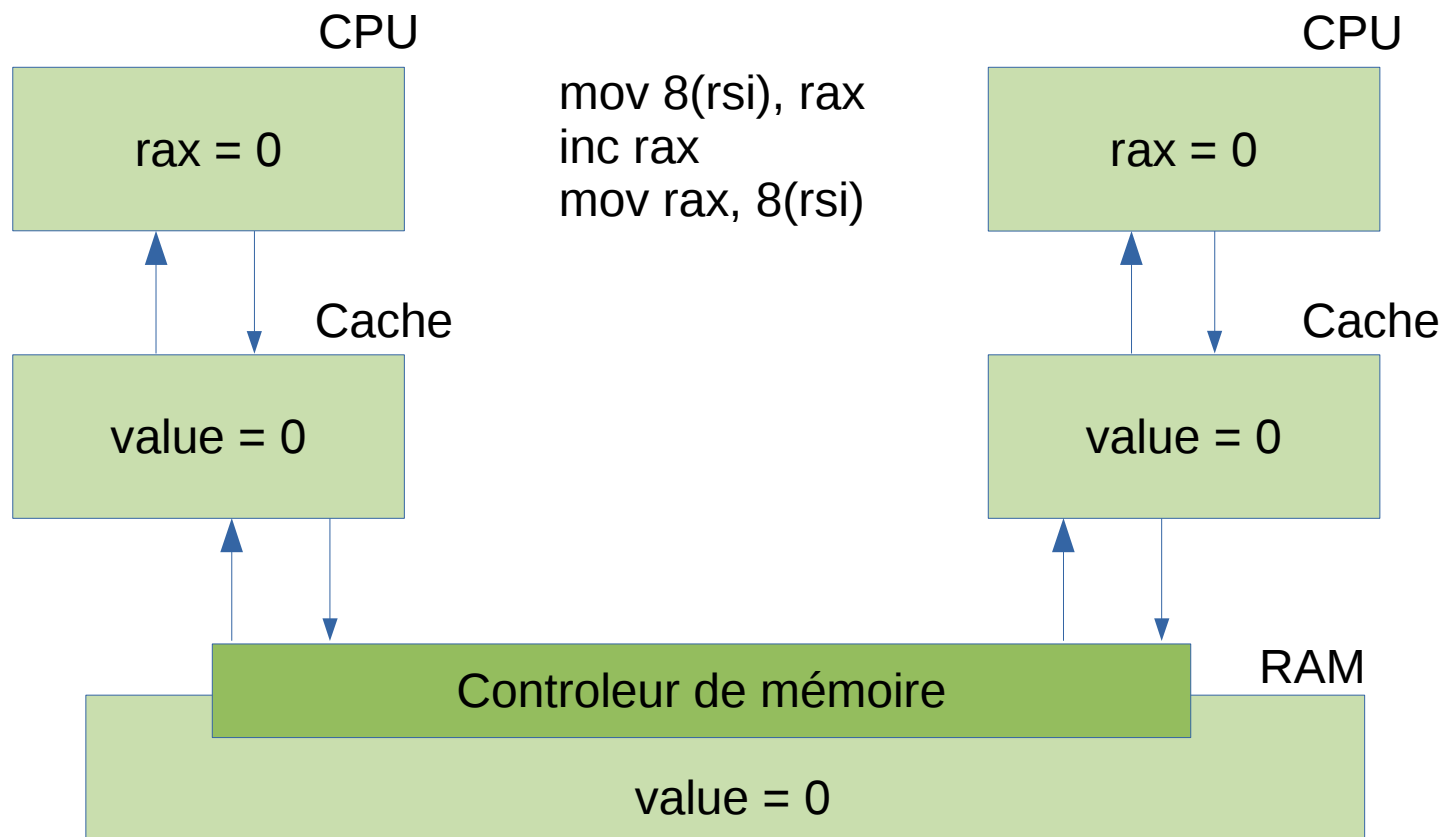 CPU
CPU
rax = 0
mov 8(rsi), rax
inc rax
mov rax, 8(rsi)
rax = 0
Cache
Cache
value = 0
value = 0
RAM
Controleur de mémoire
value = 0